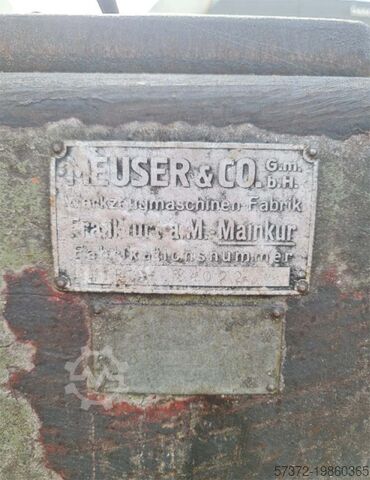 MEUSER & CO. G.m.b.H.
Werkzeugmaschinen-Fabrik
Frankfurt a.M. Mainkur
Fabrikationsnummer
57372-19860365